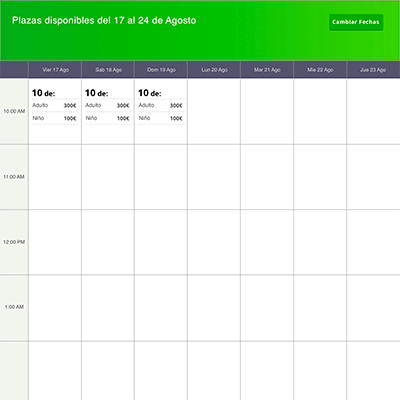 Plazas disponibles del 17 al 24 de Agosto
Cambiar Fechas
Vier 17 Ago
Sab 18 Ago
Dom 19 Ago
Lun 20 Ago
Mar 21 Ago
Mie 22 Ago
Jue 23 Ago
10:00 AM
10 de:
Adulto 300€
Niño 100€
10 de:
Adulto 300€
Niño 100€
10 de:
Adulto 300€
Niño 100€
11:00 AM
12:00 PM
1:00 AM